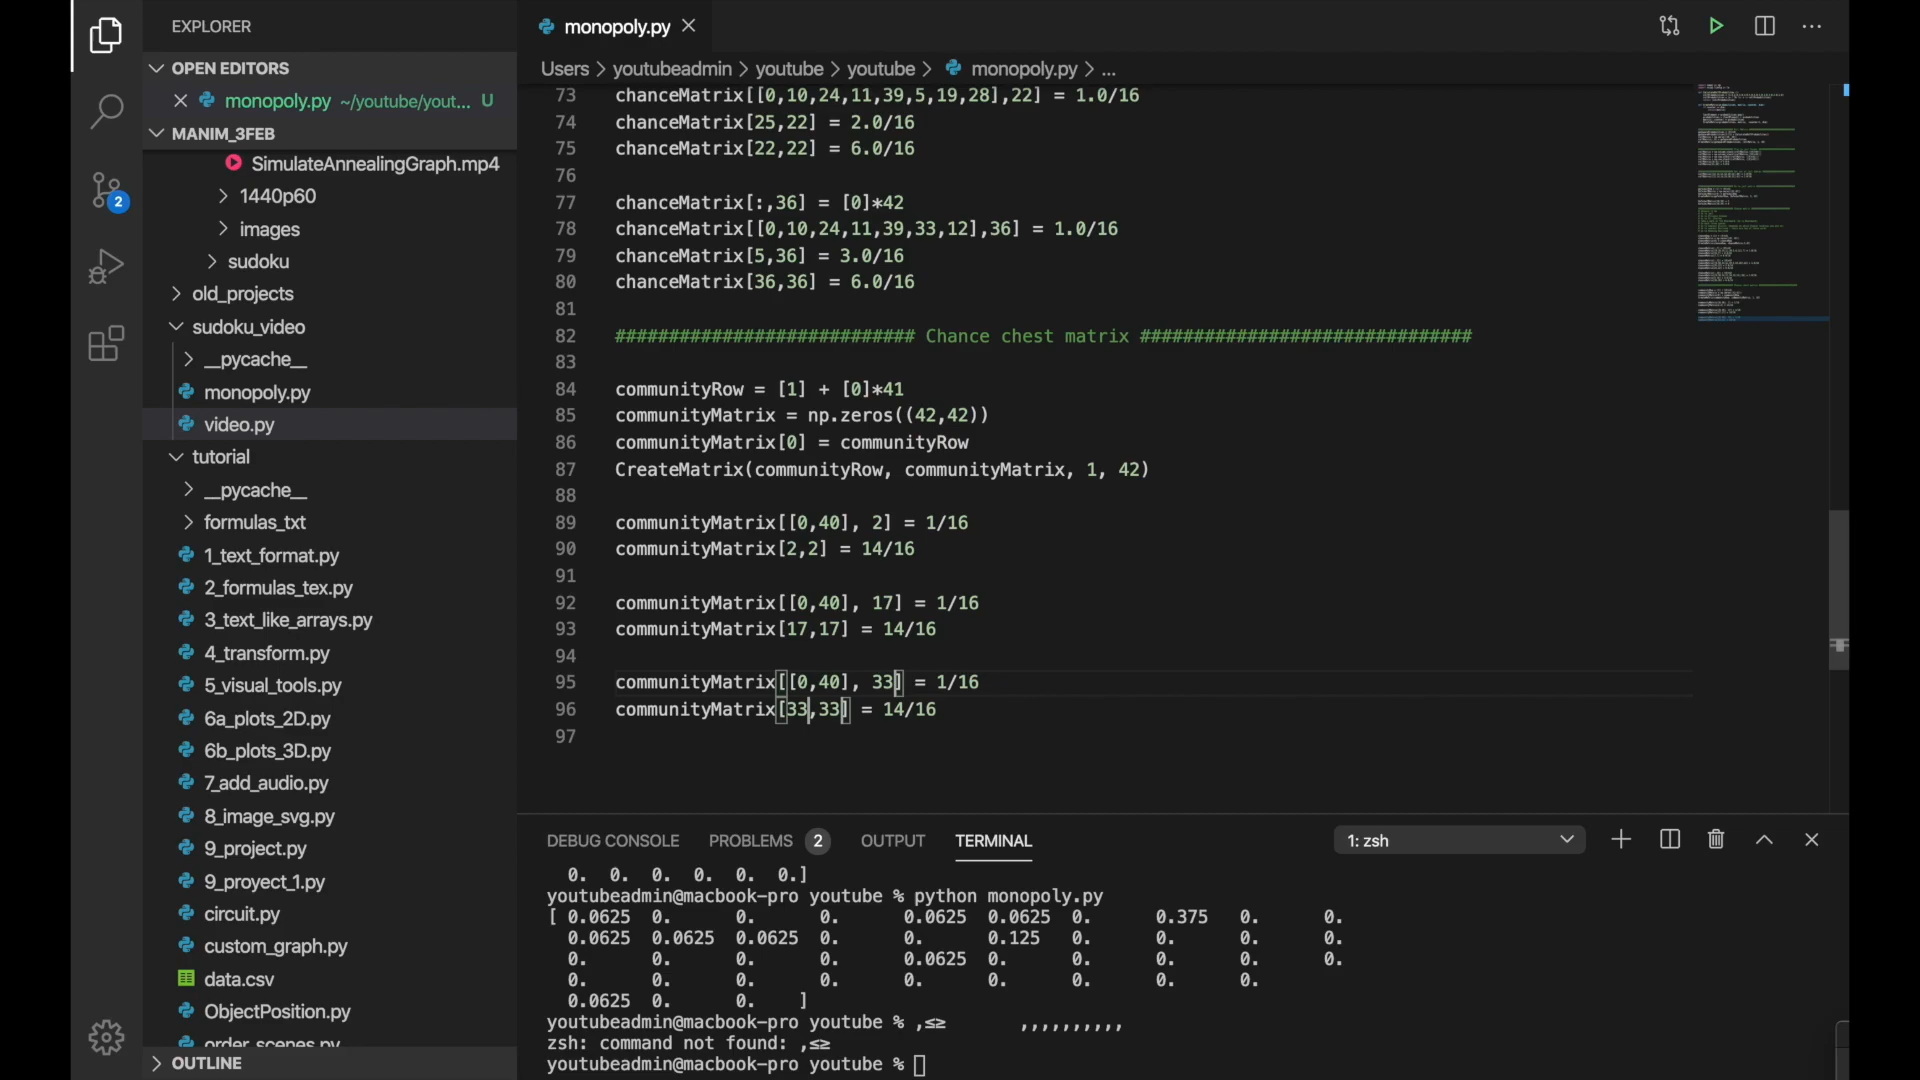 EXPLORER
OPEN EDITORS
monopoly.py ~/youtube/yout... U
MANIM_3FEB
SimulateAnnealingGraph.mp4
1440p60
images
sudoku
old_projects
sudoku_video
__pycache__
monopoly.py
video.py
tutorial
__pycache__
formulas_txt
1_text_format.py
2_formulas_tex.py
3_text_like_arrays.py
4_transform.py
5_visual_tools.py
6a_plots_2D.py
6b_plots_3D.py
7_add_audio.py
8_image_svg.py
9_project.py
9_proyect_1.py
circuit.py
custom_graph.py
data.csv
ObjectPosition.py
order_scenes.py
OUTLINE
2
monopoly.py
Users > youtubeadmin > youtube > youtube > monopoly.py > ...
73 chanceMatrix[[0,10,24,11,39,5,19,28],22] = 1.0/16
74 chanceMatrix[25,22] = 2.0/16
75 chanceMatrix[22,22] = 6.0/16
76
77 chanceMatrix[:,36] = [0]*42
78 chanceMatrix[[0,10,24,11,39,33,12],36] = 1.0/16
79 chanceMatrix[5,36] = 3.0/16
80 chanceMatrix[36,36] = 6.0/16
81
82 ############################ Chance chest matrix ###############################
83
84 communityRow = [1] + [0]*41
85 communityMatrix = np.zeros((42,42))
86 communityMatrix[0] = communityRow
87 CreateMatrix(communityRow, communityMatrix, 1, 42)
88
89 communityMatrix[[0,40], 2] = 1/16
90 communityMatrix[2,2] = 14/16
91
92 communityMatrix[[0,40], 17] = 1/16
93 communityMatrix[17,17] = 14/16
94
95 communityMatrix[[0,40], 33] = 1/16
96 communityMatrix[33,33] = 14/16
97
DEBUG CONSOLE PROBLEMS 2 OUTPUT TERMINAL 1: zsh
0. 0. 0. 0. 0. 0.]
youtubeadmin@macbook-pro youtube % python monopoly.py
[ 0.0625 0. 0. 0. 0.0625 0.0625 0. 0.375 0. 0.
0.0625 0.0625 0.0625 0. 0. 0.125 0. 0. 0. 0.
0. 0. 0. 0. 0.0625 0. 0. 0. 0. 0.
0. 0. 0. 0. 0. 0. 0. 0. 0.
0.0625 0. 0. ]
youtubeadmin@macbook-pro youtube % ,≤≥ ,,,,,,,,,,
zsh: command not found: ,≤≥
youtubeadmin@macbook-pro youtube %